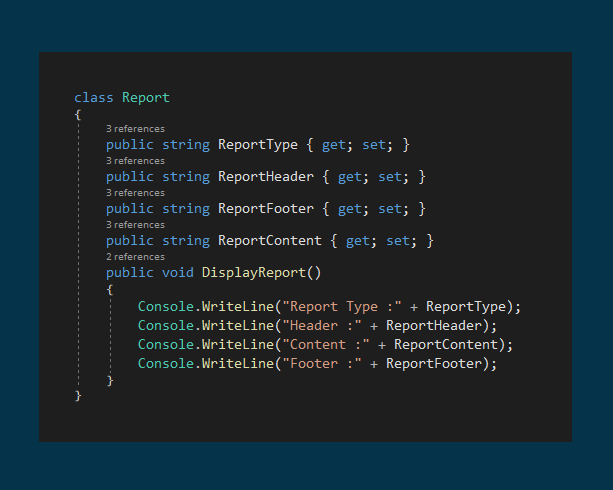 class Report
{
3 references
public string ReportType { get; set; }
3 references
public string ReportHeader { get; set; }
3 references
public string ReportFooter { get; set; }
3 references
public string ReportContent { get; set; }
2 references
public void DisplayReport()
{
Console.WriteLine("Report Type :" + ReportType);
Console.WriteLine("Header :" + ReportHeader);
Console.WriteLine("Content :" + ReportContent);
Console.WriteLine("Footer :" + ReportFooter);
}
}